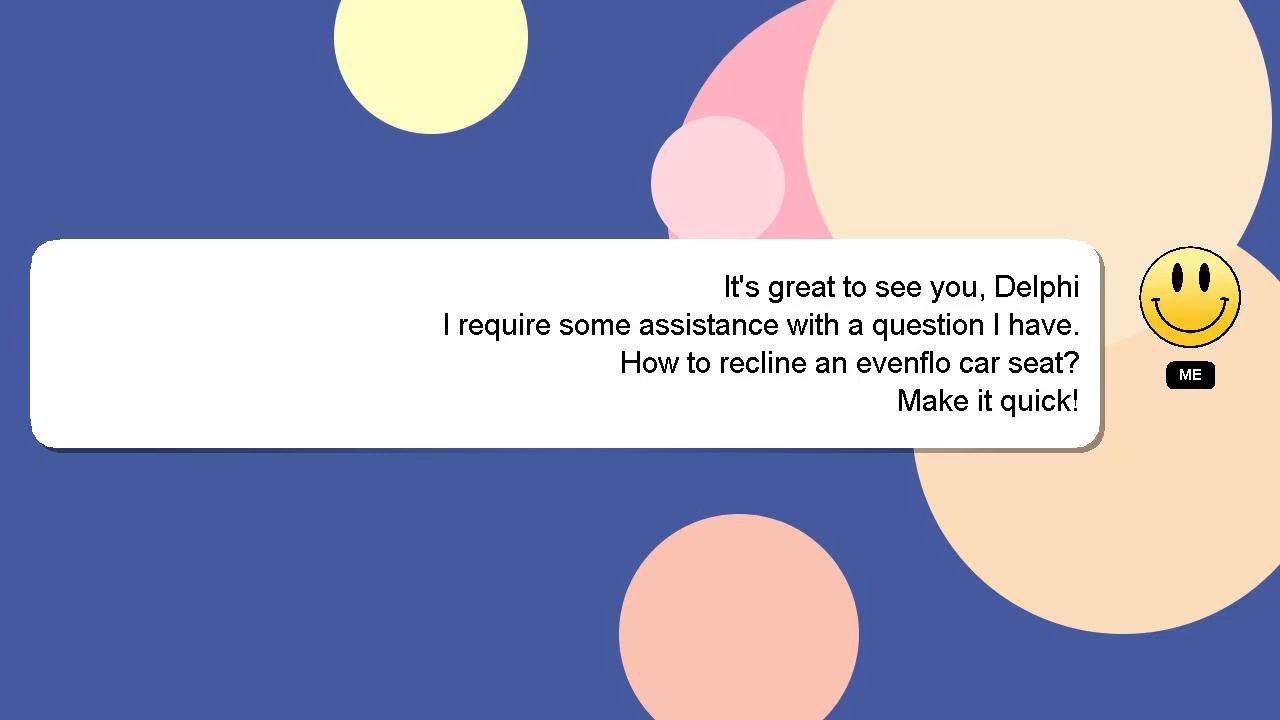 It's great to see you, Delphi
I require some assistance with a question I have.
How to recline an evenflo car seat?
Make it quick!
ME